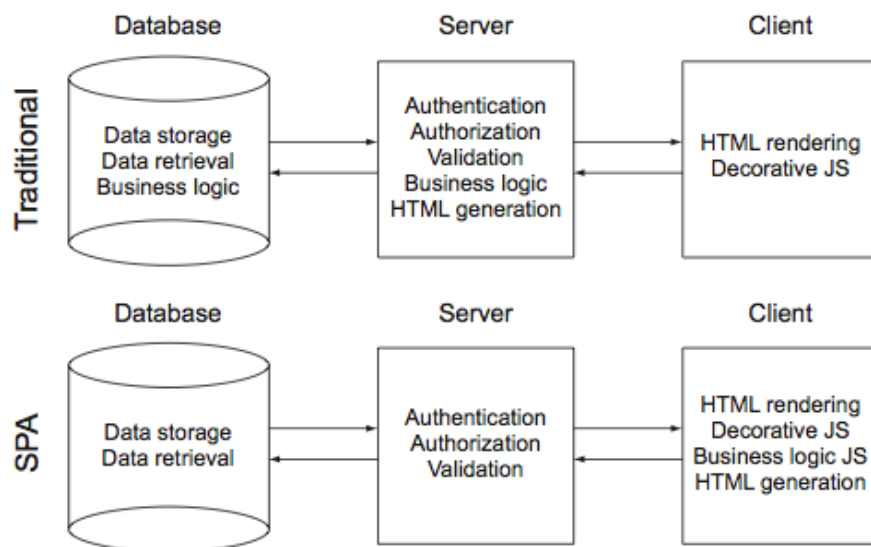 Database
Server
Client
Traditional
Data storage
Data retrieval
Business logic
Authentication
Authorization
Validation
Business logic
HTML generation
HTML rendering
Decorative JS
Database
Server
Client
SPA
Data storage
Data retrieval
Authentication
Authorization
Validation
HTML rendering
Decorative JS
Business logic JS
HTML generation